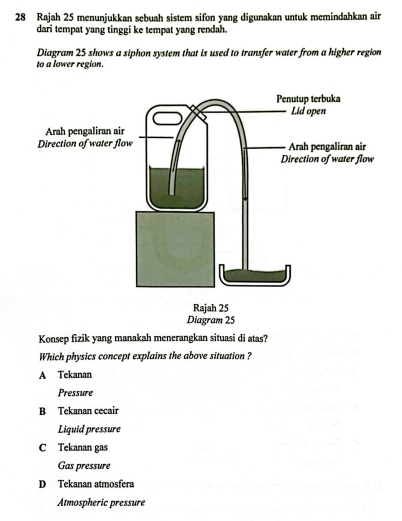 28 Rajah 25 menunjukkan sebuah sistem sifon yang digunakan untuk memindahkan air
dari tempat yang tinggi ke tempat yang rendah.
Diagram 25 shows a siphon system that is used to transfer water from a higher region
to a lower region.
Penutup terbuka
Lid open
Arah pengaliran air
Direction of water flow
Arah pengaliran air
Direction of water flow
Rajah 25
Diagram 25
Konsep fizik yang manakah menerangkan situasi di atas?
Which physics concept explains the above situation ?
A Tekanan
Pressure
B Tekanan cecair
Liquid pressure
C Tekanan gas
Gas pressure
D Tekanan atmosfera
Atmospheric pressure